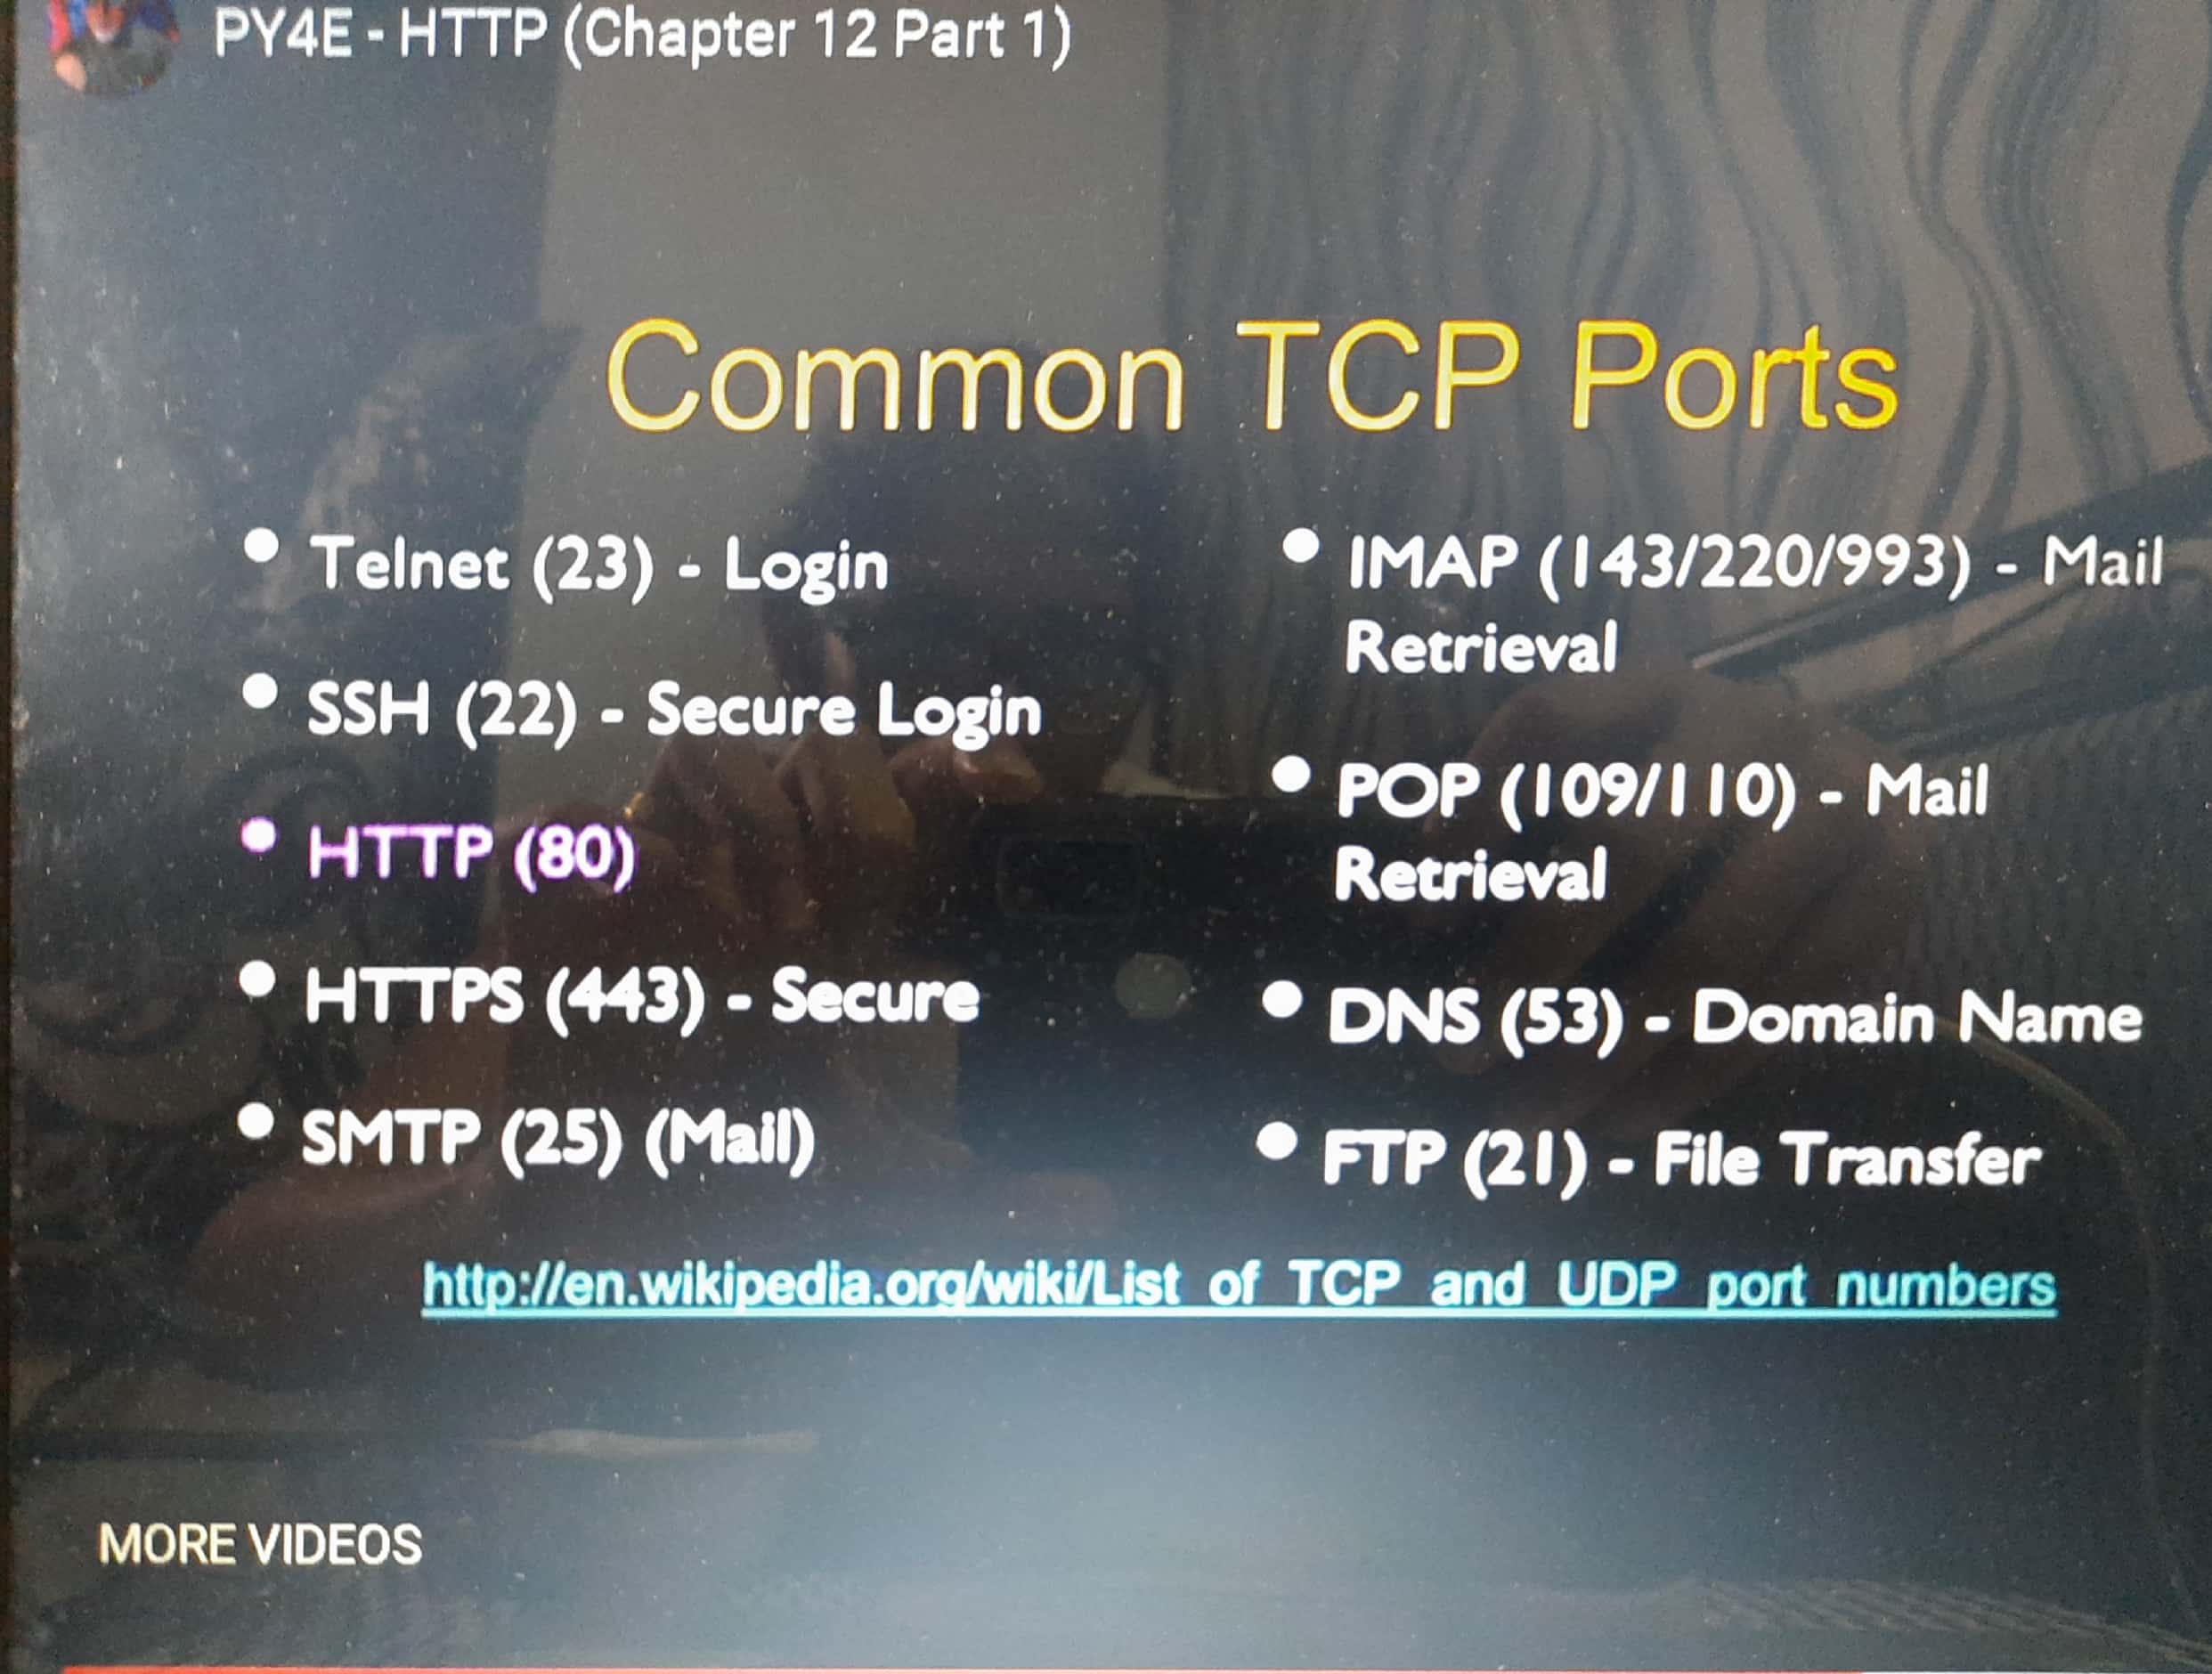 PY4E - HTTP (Chapter 12 Part 1)
Common TCP Ports
• Telnet (23) - Login
• SSH (22) - Secure Login
• HTTP (80)
• HTTPS (443) - Secure
• SMTP (25) (Mail)
• IMAP (143/220/993) - Mail
Retrieval
• POP (109/110) - Mail
Retrieval
• DNS (53) - Domain Name
• FTP (21) - File Transfer
http://en.wikipedia.org/wiki/List_of_TCP_and_UDP_port_numbers
MORE VIDEOS